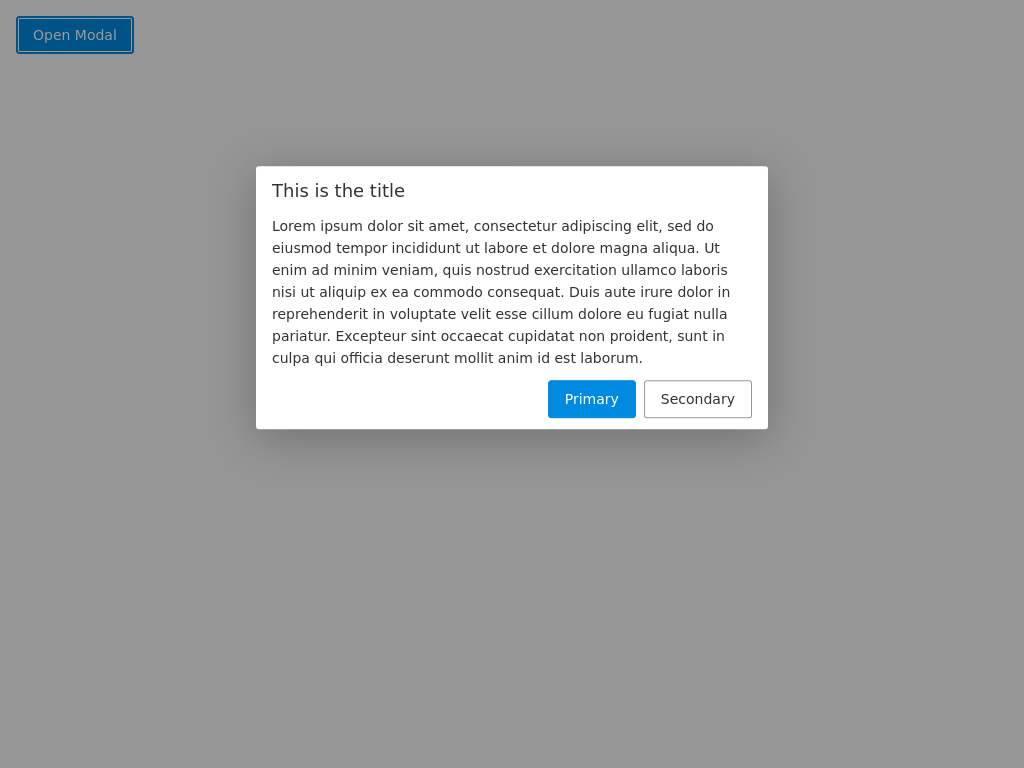 Open Modal
This is the title
Lorem ipsum dolor sit amet, consectetur adipiscing elit, sed do
eiusmod tempor incididunt ut labore et dolore magna aliqua. Ut
enim ad minim veniam, quis nostrud exercitation ullamco laboris
nisi ut aliquip ex ea commodo consequat. Duis aute irure dolor in
reprehenderit in voluptate velit esse cillum dolore eu fugiat nulla
pariatur. Excepteur sint occaecat cupidatat non proident, sunt in
culpa qui officia deserunt mollit anim id est laborum.
Primary Secondary